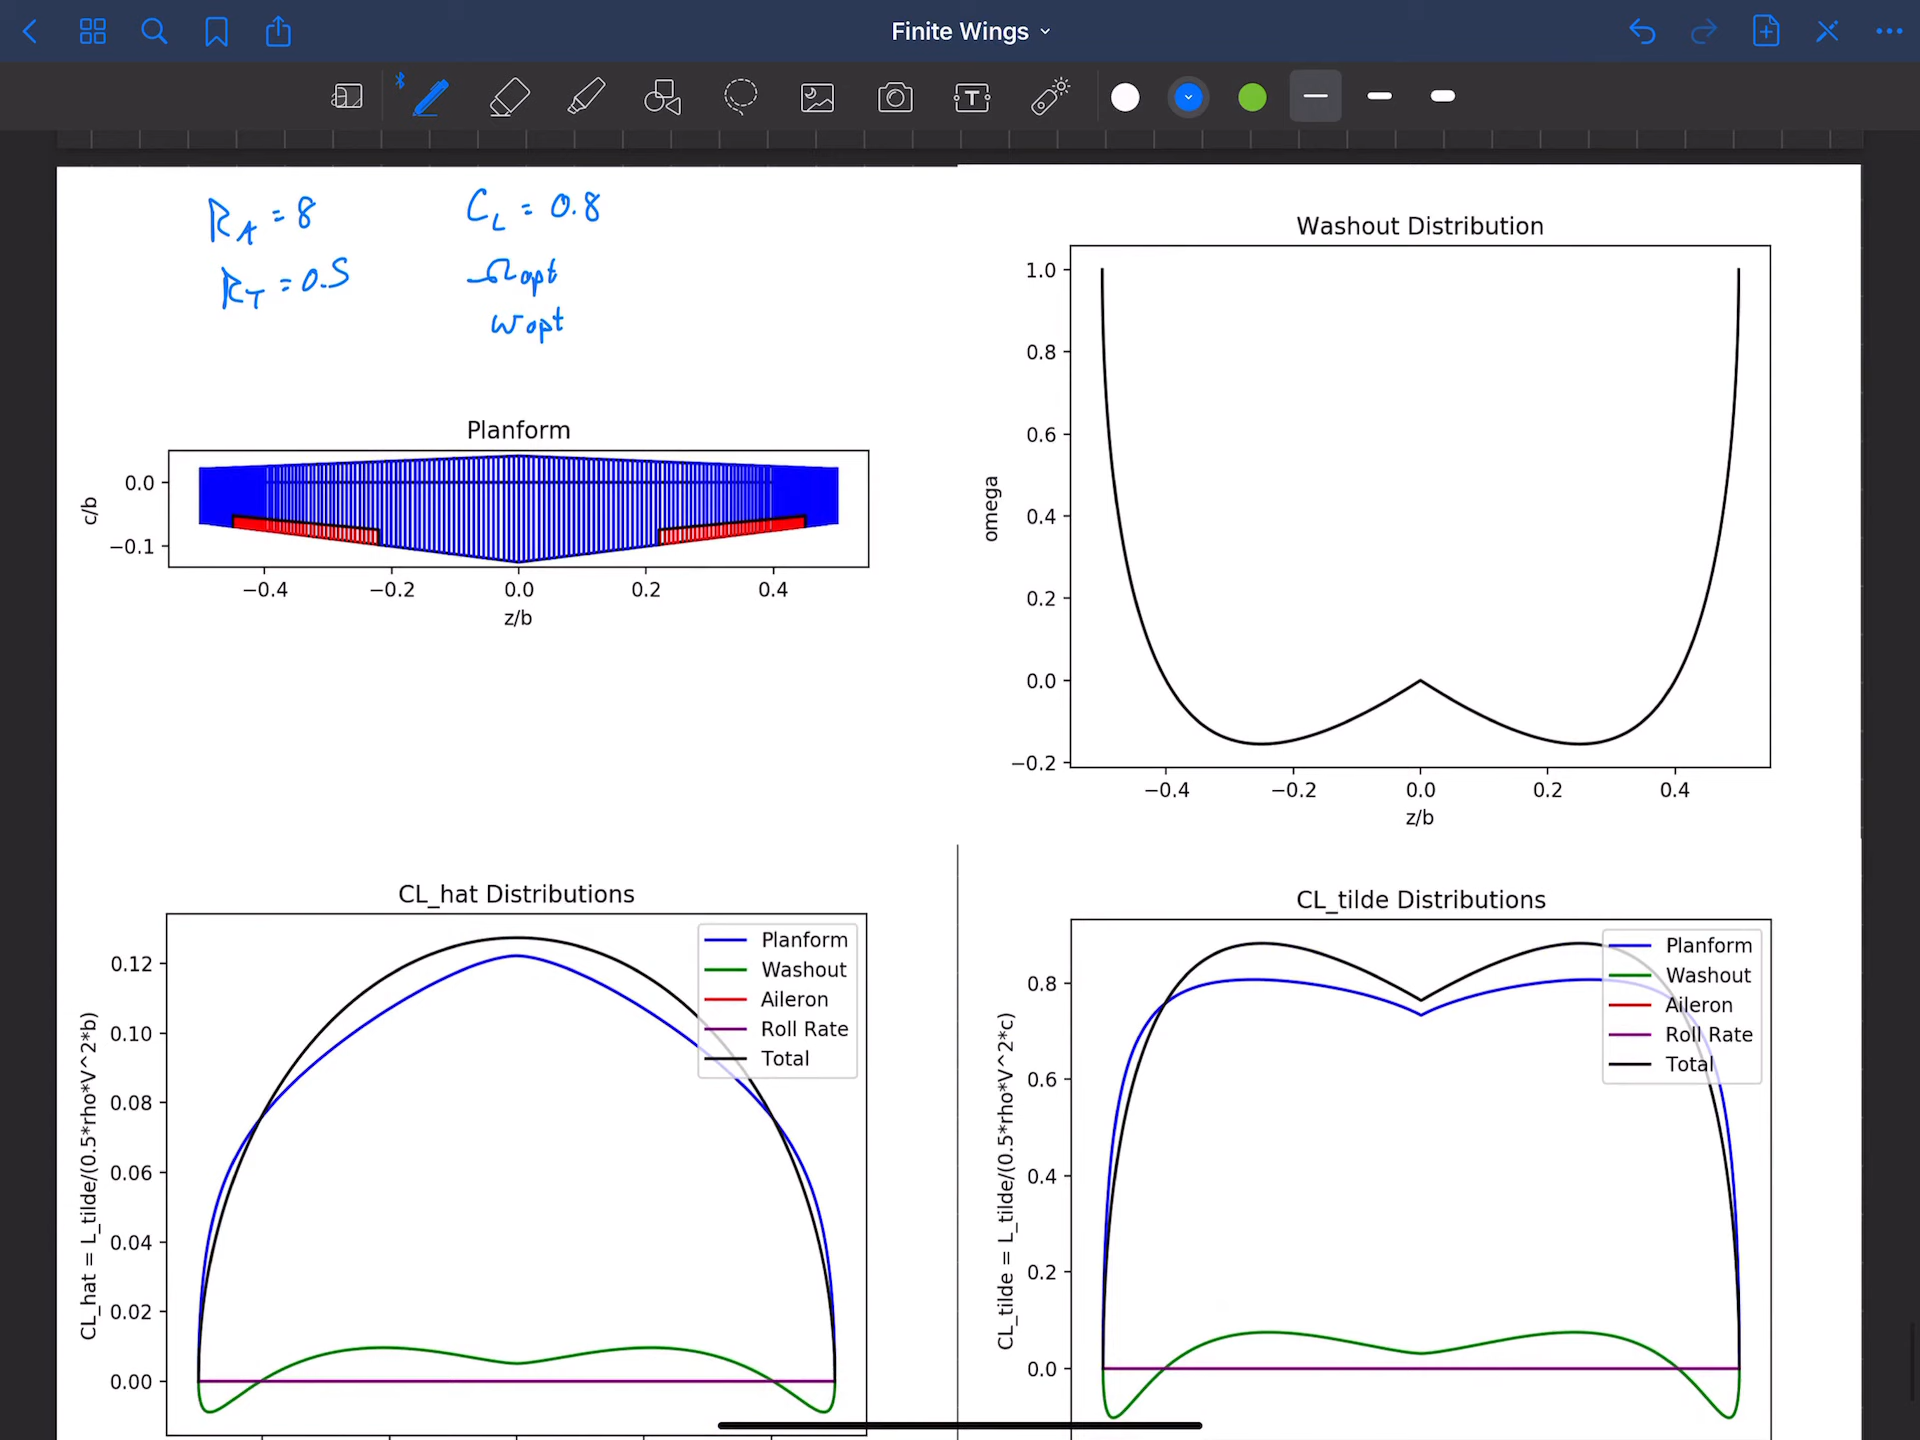 Finite Wings
T
R_A = 8
C_L = 0.8
R_T = 0.5
Ωopt
ωopt
Planform
0.0
−0.1
c/b
−0.4 −0.2 0.0 0.2 0.4
z/b
Washout Distribution
1.0
0.8
0.6
0.4
0.2
0.0
−0.2
omega
−0.4 −0.2 0.0 0.2 0.4
z/b
CL_hat Distributions
Planform
Washout
Aileron
Roll Rate
Total
0.12
0.10
0.08
0.06
0.04
0.02
0.00
CL_hat = L_tilde/(0.5*rho*V^2*b)
CL_tilde Distributions
Planform
Washout
Aileron
Roll Rate
Total
0.8
0.6
0.4
0.2
0.0
CL_tilde = L_tilde/(0.5*rho*V^2*c)